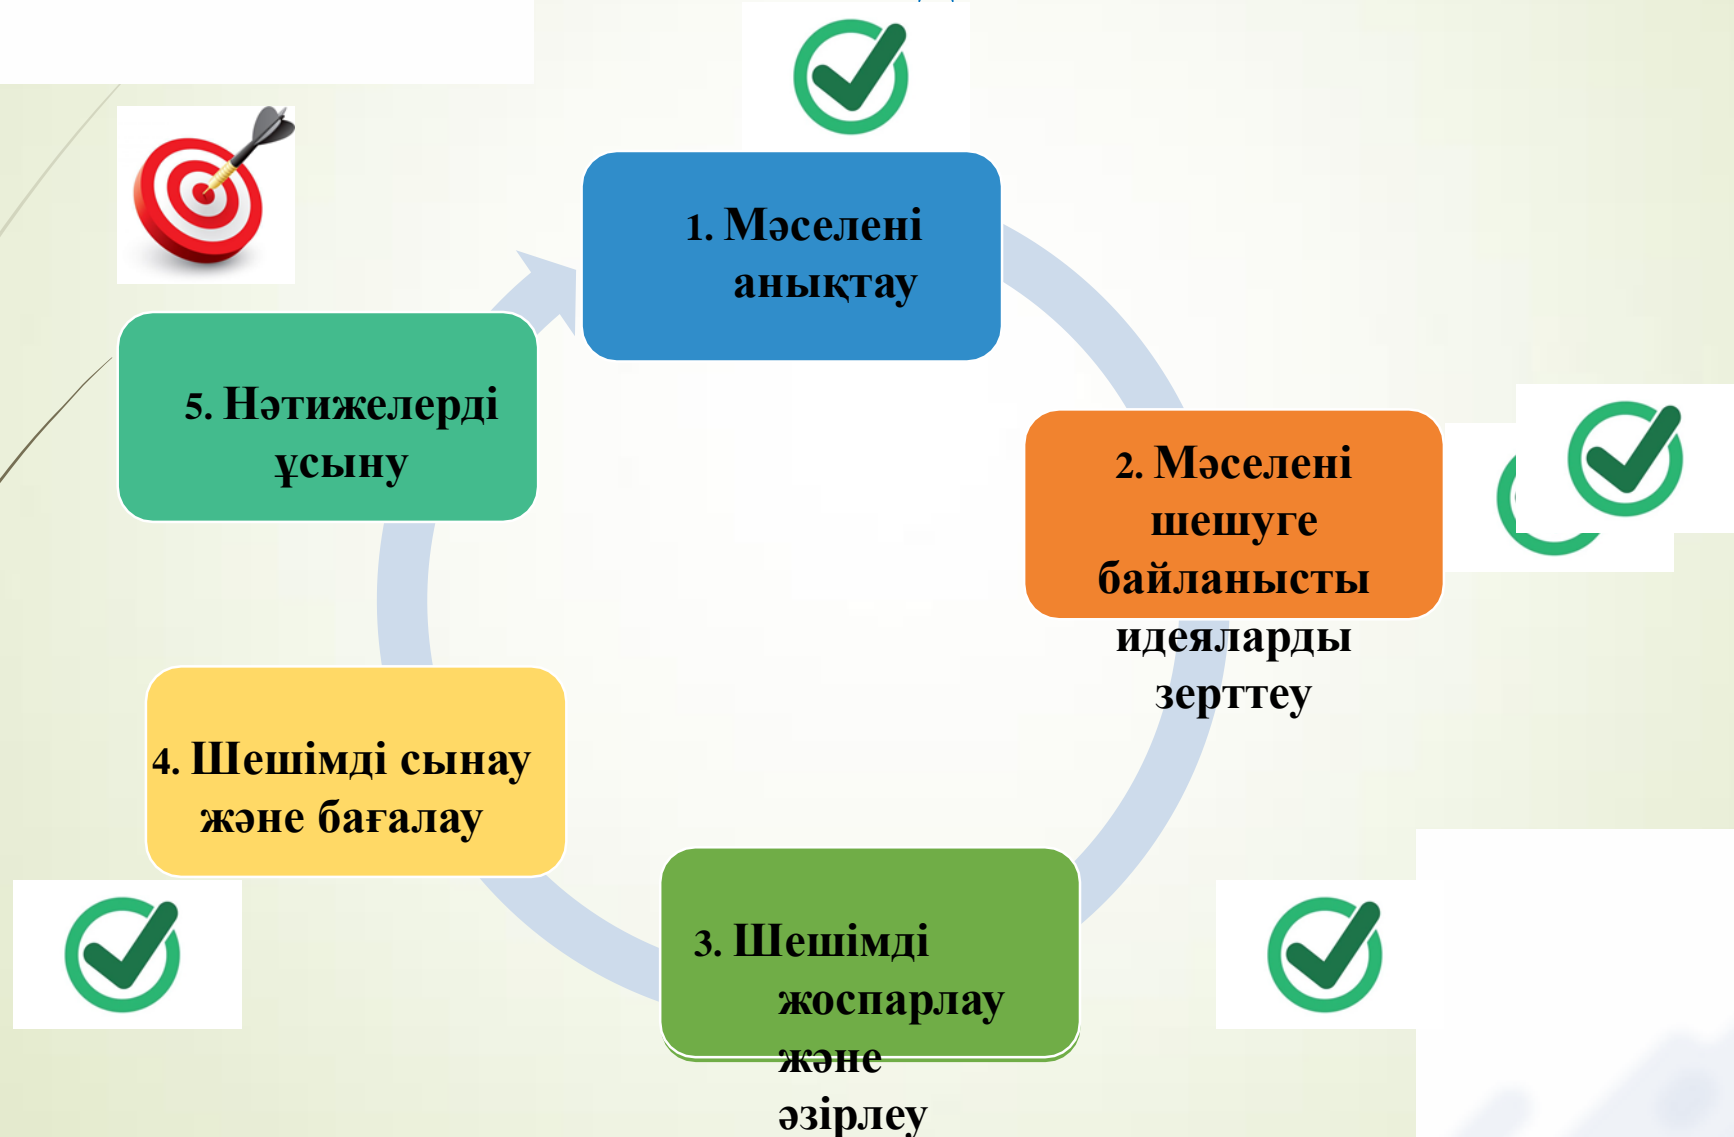 1. Мәселені
анықтау
2. Мәселені
шешуге
байланысты
идеяларды
зерттеу
3. Шешімді
жоспарлау
және
әзірлеу
4. Шешімді сынау
және бағалау
5. Нәтижелерді
ұсыну